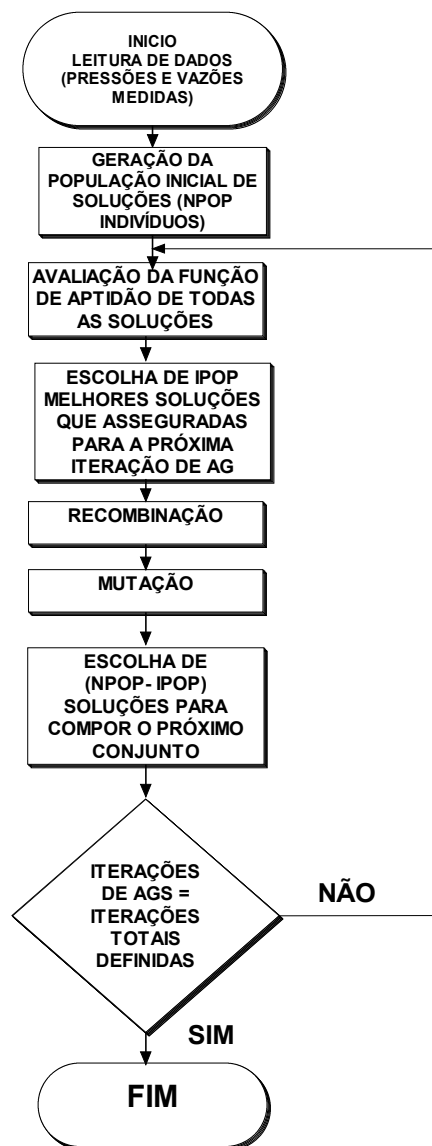 INICIO
LEITURA DE DADOS
(PRESSÕES E VAZÕES
MEDIDAS)
GERAÇÃO DA
POPULAÇÃO INICIAL DE
SOLUÇÕES (NPOP
INDIVÍDUOS)
AVALIAÇÃO DA FUNÇÃO
DE APTIDÃO DE TODAS
AS SOLUÇÕES
ESCOLHA DE IPOP
MELHORES SOLUÇÕES
QUE ASSEGURADAS
PARA A PRÓXIMA
ITERAÇÃO DE AG
RECOMBINAÇÃO
MUTAÇÃO
ESCOLHA DE
(NPOP- IPOP)
SOLUÇÕES PARA
COMPOR O PRÓXIMO
CONJUNTO
ITERAÇÕES
DE AGS =
ITERAÇÕES
TOTAIS
DEFINIDAS
NÃO
SIM
FIM